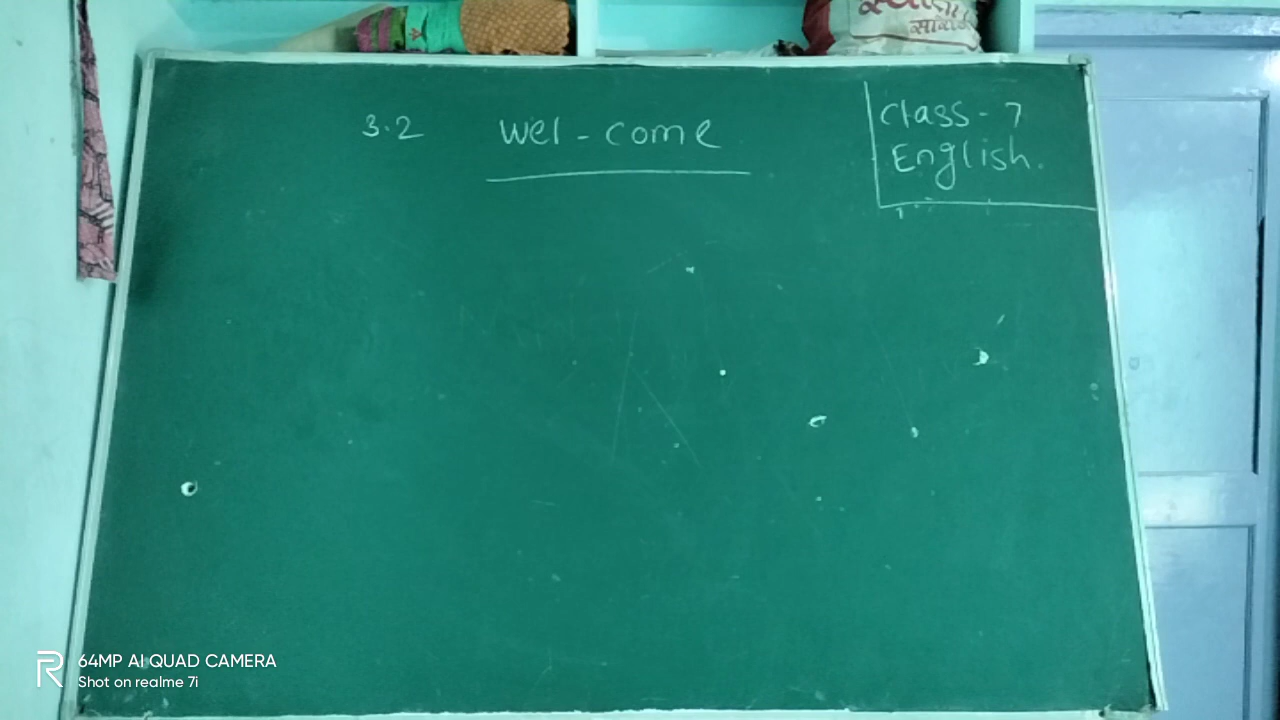 3.2 Wel-come
Class-7
English.
64MP AI QUAD CAMERA
Shot on realme 7i